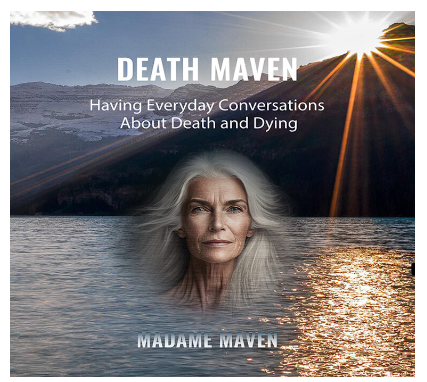 DEATH MAVEN
Having Everyday Conversations
About Death and Dying
MADAME MAVEN